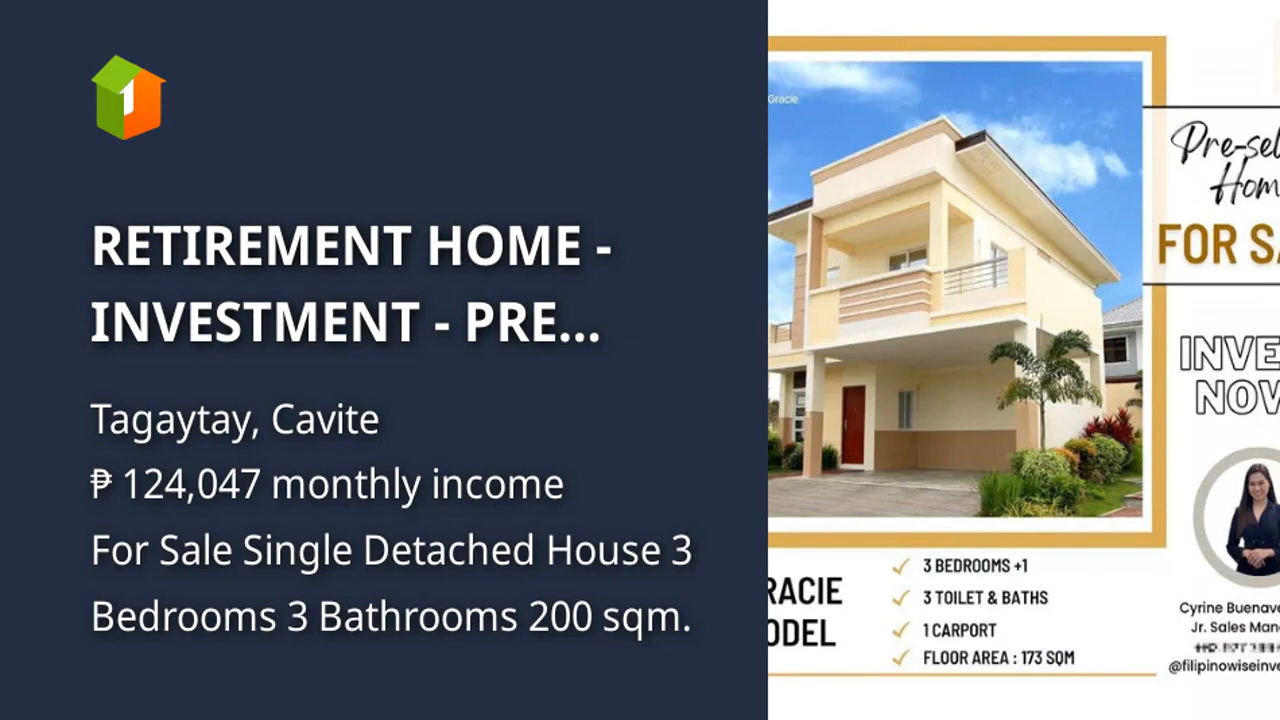 RETIREMENT HOME -
INVESTMENT - PRE...
Tagaytay, Cavite
₱ 124,047 monthly income
For Sale Single Detached House 3
Bedrooms 3 Bathrooms 200 sqm.
Gracie
Pre-sel
Hom
FOR SA
INVE
NOV
RACIE
ODEL
3 BEDROOMS +1
3 TOILET & BATHS
1 CARPORT
FLOOR AREA : 173 SQM
Cyrine Buenave
Jr. Sales Man
@filipinowiseinve